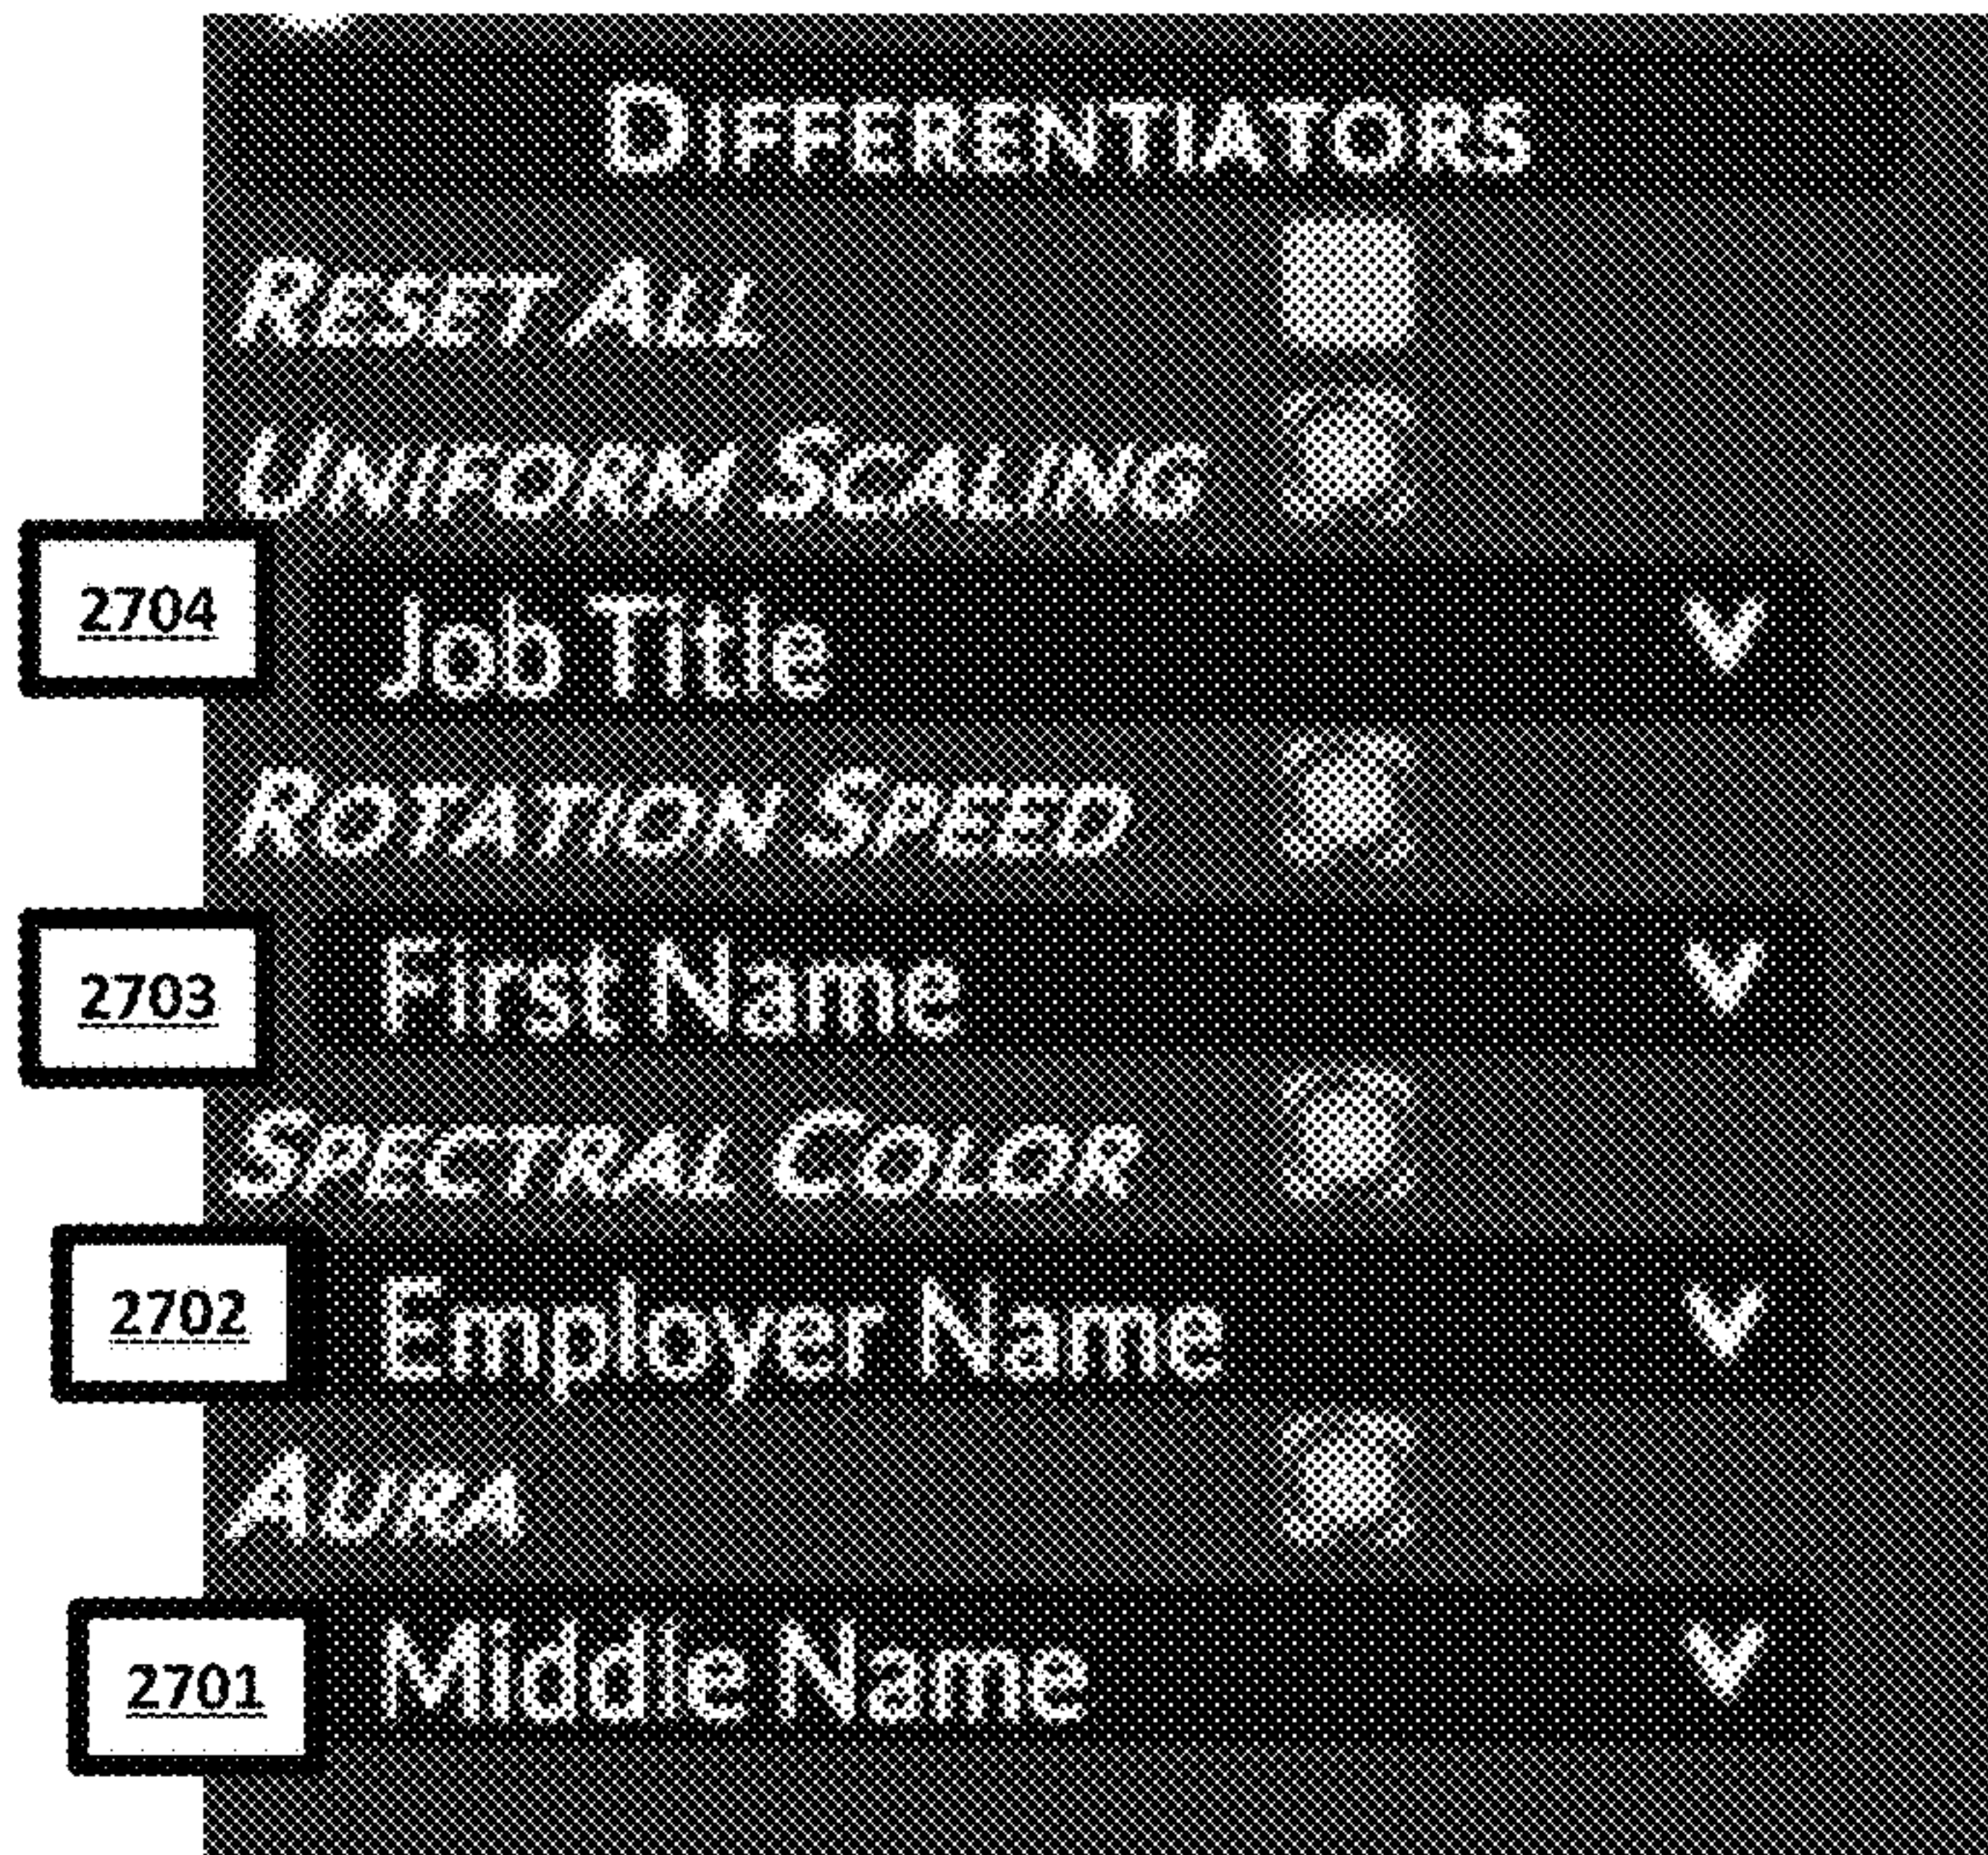 DIFFERENTIATORS
RESET ALL
UNIFORM SCALING
2704 Job Title
ROTATION SPEED
2703 First Name
SPECTRAL COLOR
2702 Employer Name
AURA
2701 Middle Name